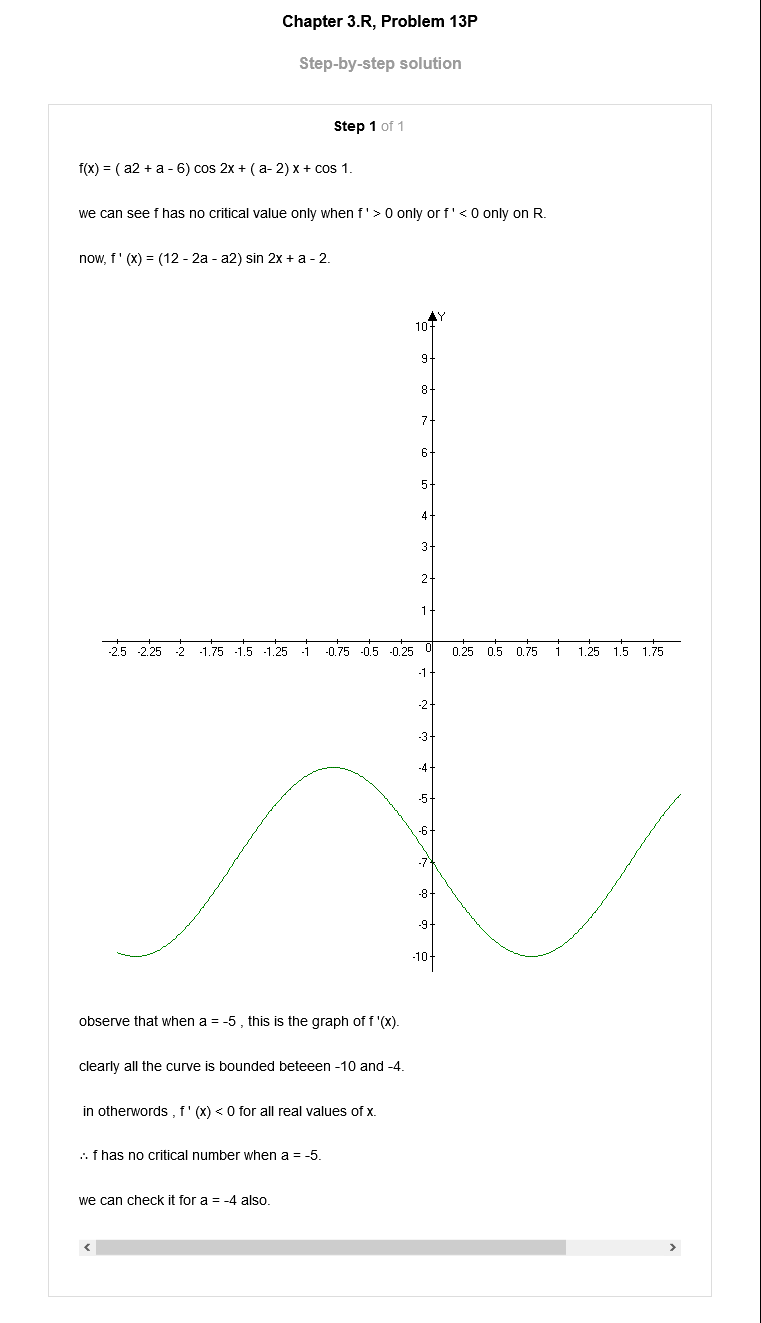 Chapter 3.R, Problem 13P
Step-by-step solution
Step 1 of 1
f(x) = ( a2 + a - 6) cos 2x + ( a- 2) x + cos 1.
we can see f has no critical value only when f ' > 0 only or f ' < 0 only on R.
now, f ' (x) = (12 - 2a - a2) sin 2x + a - 2.
Y
10
9
8
7
6
5
4
3
2
1
-2.5 -2.25 -2 -1.75 -1.5 -1.25 -1 -0.75 -0.5 -0.25 0 0.25 0.5 0.75 1 1.25 1.5 1.75
-1
-2
-3
-4
-5
-6
-7
-8
-9
-10
observe that when a = -5 , this is the graph of f '(x).
clearly all the curve is bounded beteeen -10 and -4.
in otherwords , f ' (x) < 0 for all real values of x.
∴ f has no critical number when a = -5.
we can check it for a = -4 also.